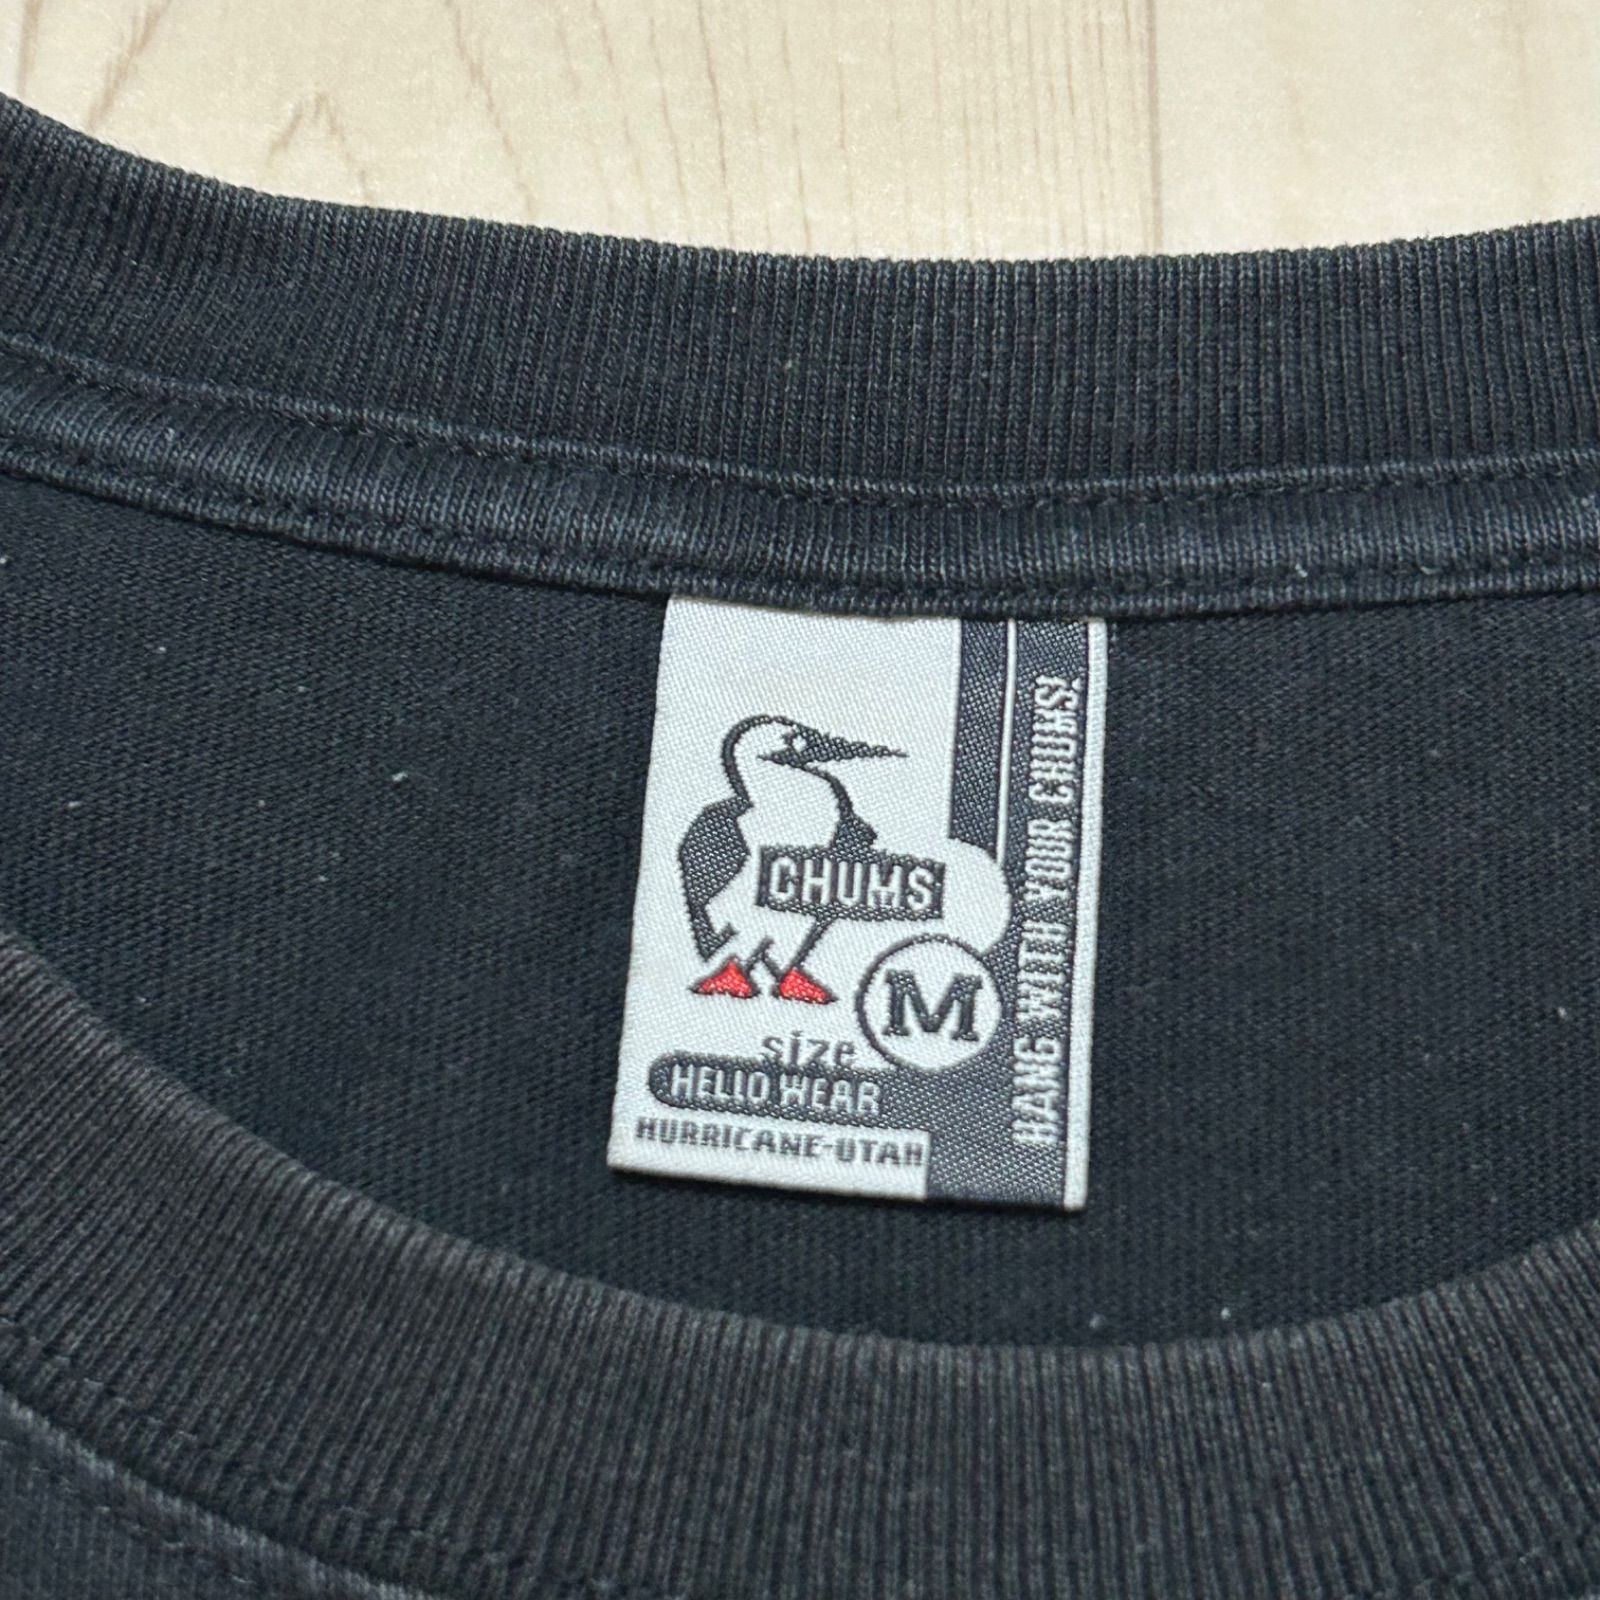 CHUMS
M
size
HELLO WEAR
HURRICANE-UTAH
HANG WITH YOUR CHUMS!